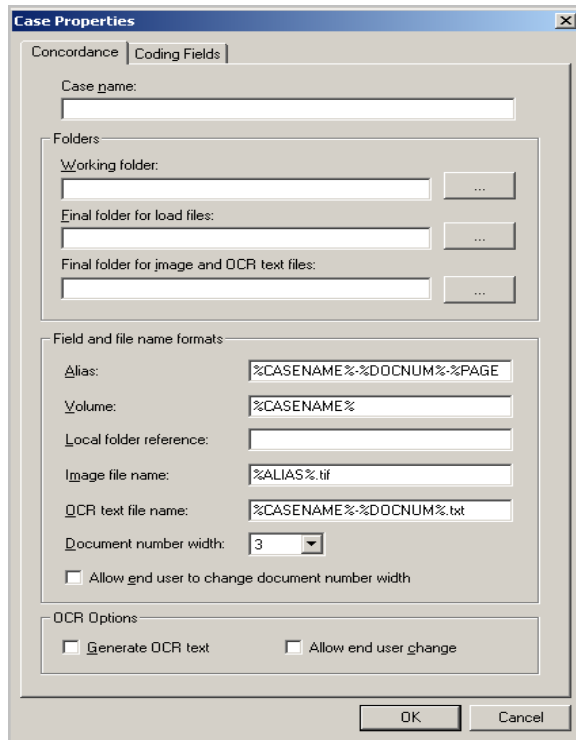 Case Properties
Concordance Coding Fields
Case name:
Folders
Working folder:
...
Final folder for load files:
...
Final folder for image and OCR text files:
...
Field and file name formats
Alias: %CASENAME%-%DOCNUM%-%PAGE
Volume: %CASENAME%
Local folder reference:
Image file name: %ALIAS%.tif
OCR text file name: %CASENAME%-%DOCNUM%.txt
Document number width: 3
Allow end user to change document number width
OCR Options
Generate OCR text Allow end user change
OK Cancel